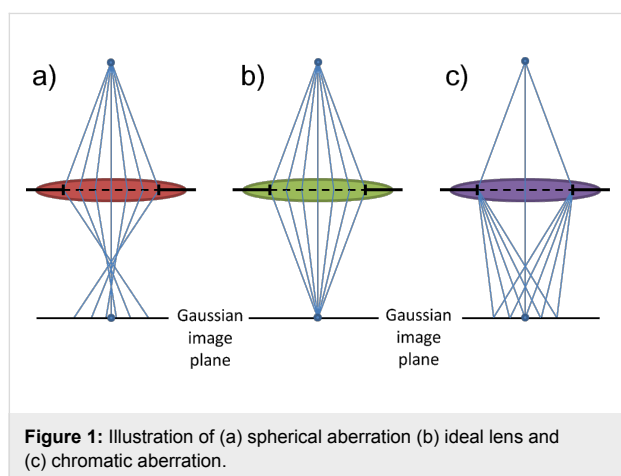 a)
b)
c)
Gaussian
image
plane
Gaussian
image
plane
Figure 1: Illustration of (a) spherical aberration (b) ideal lens and
(c) chromatic aberration.